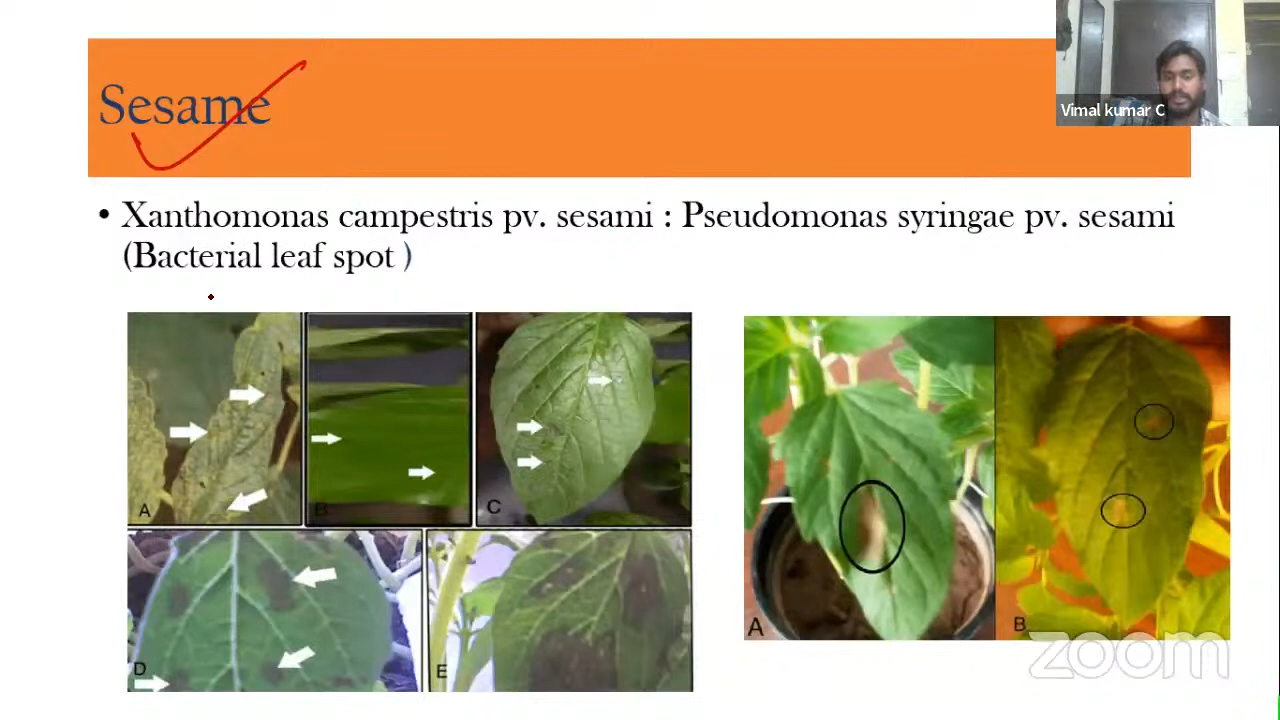 Sesame
Vimal kumar C
• Xanthomonas campestris pv. sesami : Pseudomonas syringae pv. sesami
(Bacterial leaf spot )
A
B
C
D
E
A
B
zoom